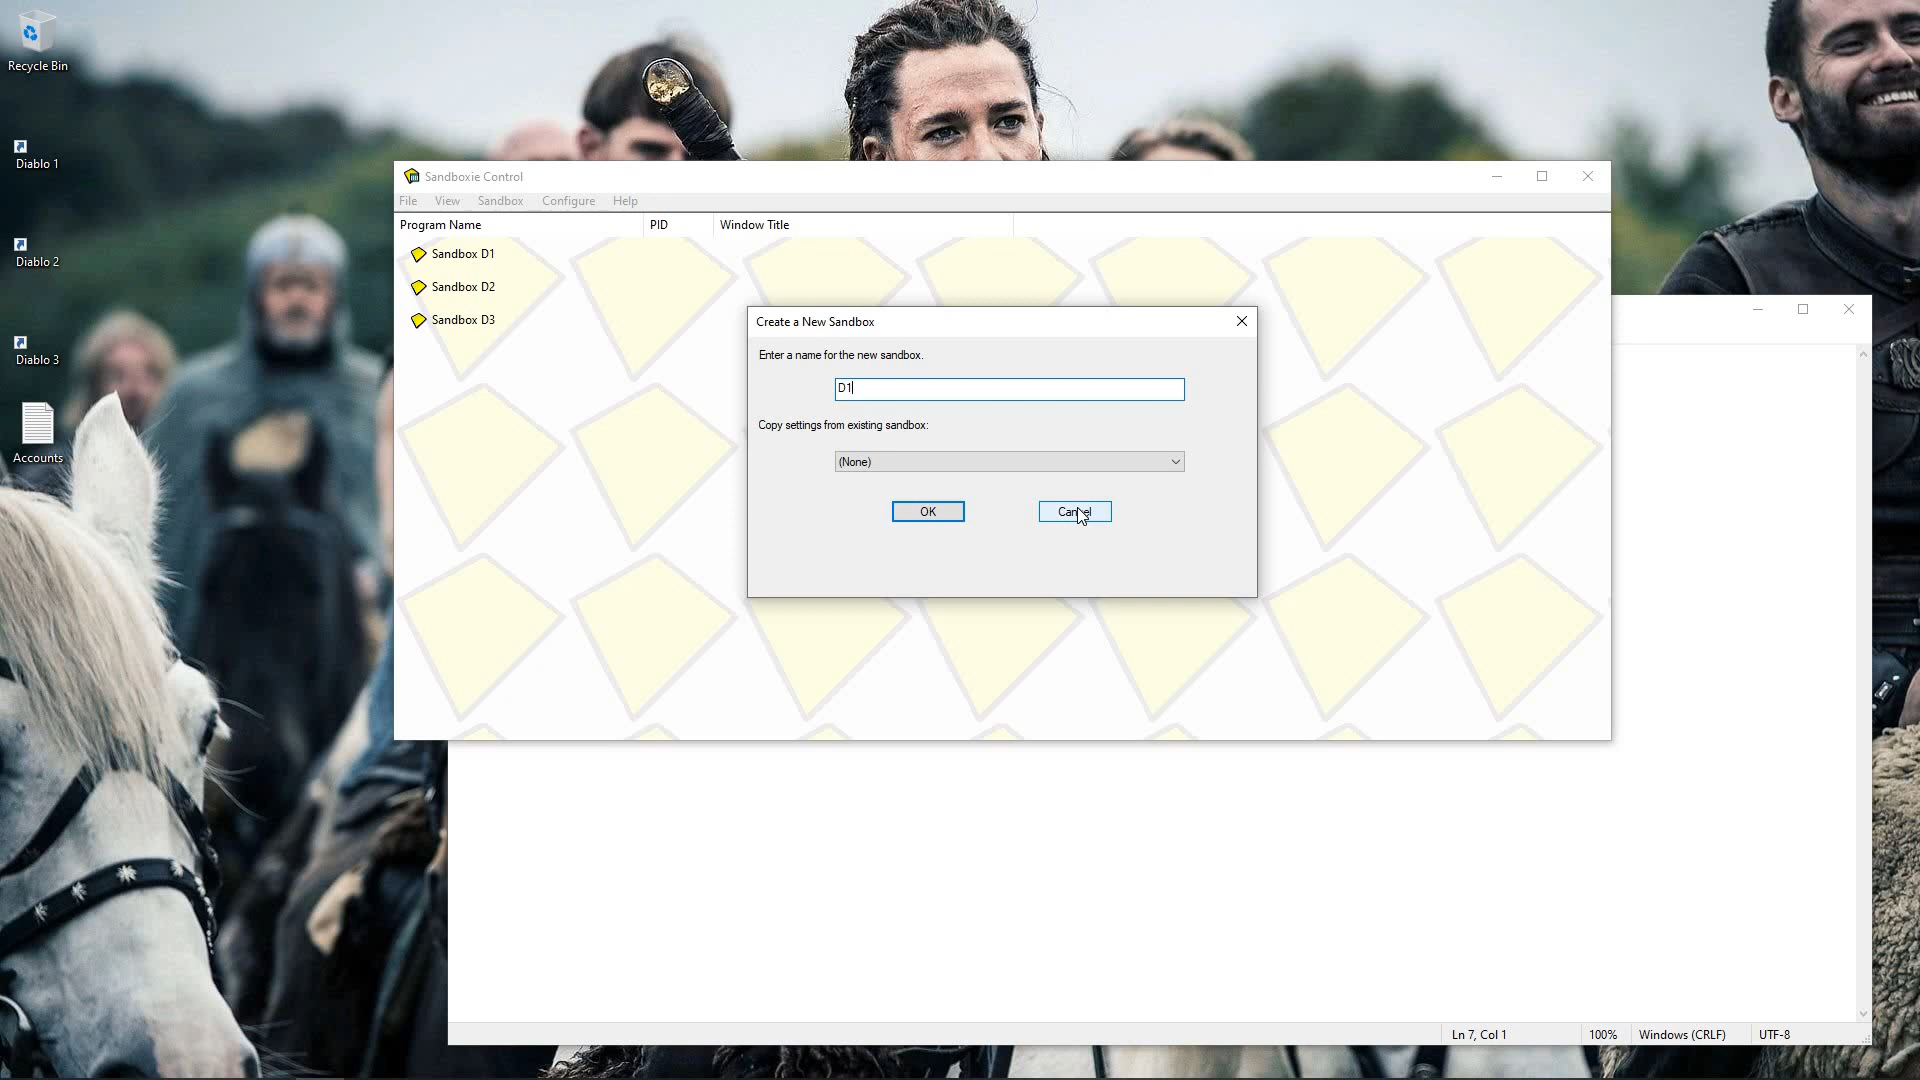 Recycle Bin
Diablo 1
Diablo 2
Diablo 3
Accounts
Sandboxie Control
File View Sandbox Configure Help
Program Name PID Window Title
Sandbox D1
Sandbox D2
Sandbox D3
Create a New Sandbox
Enter a name for the new sandbox.
D1
Copy settings from existing sandbox:
(None)
OK Cancel
Ln 7, Col 1 100% Windows (CRLF) UTF-8